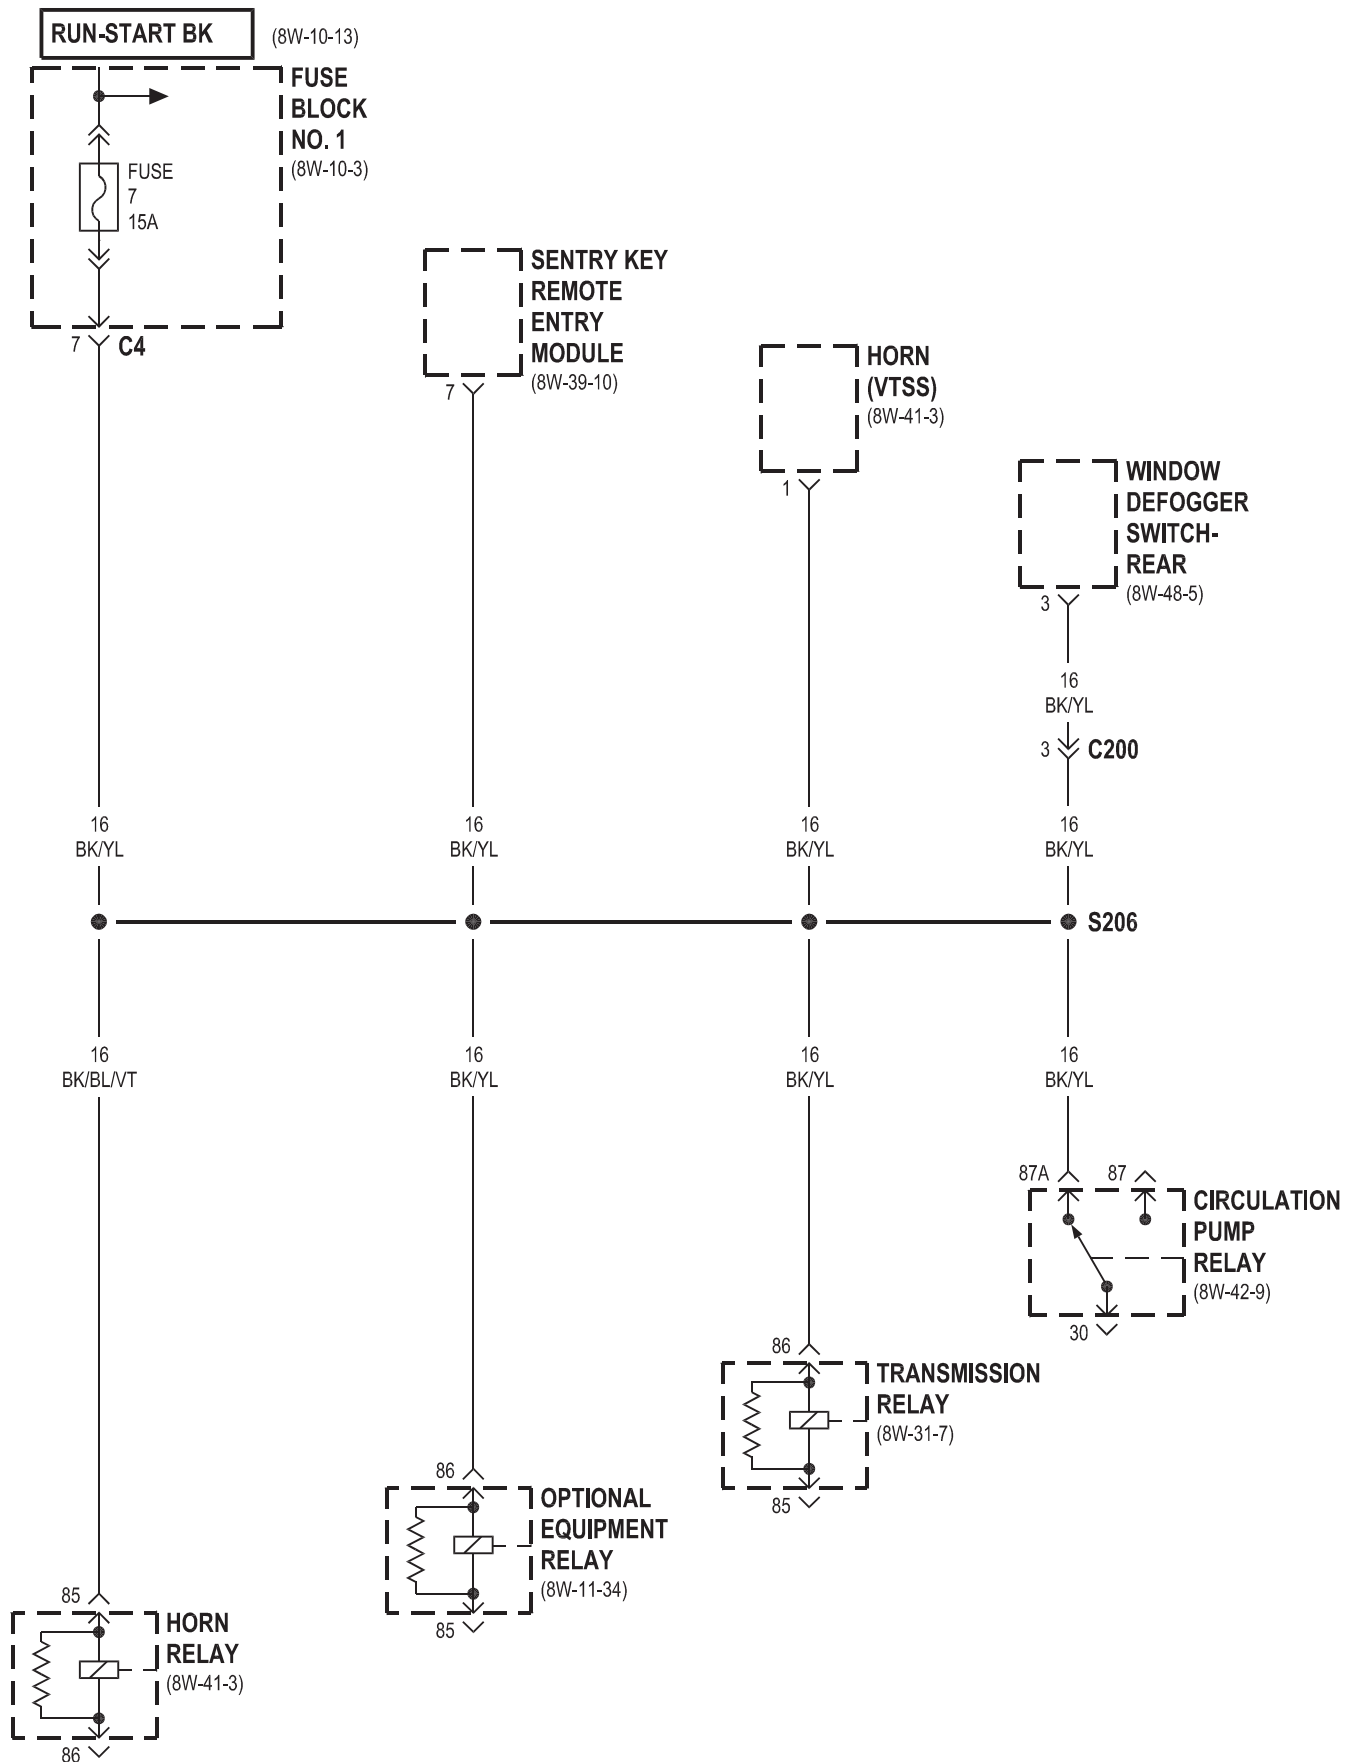 RUN-START BK
(8W-10-13)
FUSE
BLOCK
NO. 1
(8W-10-3)
FUSE
7
15A
7
C4
SENTRY KEY
REMOTE
ENTRY
MODULE
(8W-39-10)
7
HORN
(VTSS)
(8W-41-3)
1
WINDOW
DEFOGGER
SWITCH-
REAR
(8W-48-5)
3
16
BK/YL
3
C200
16
BK/YL
16
BK/YL
16
BK/YL
16
BK/YL
S206
16
BK/BL/VT
16
BK/YL
16
BK/YL
16
BK/YL
87A
87
CIRCULATION
PUMP
RELAY
(8W-42-9)
30
86
TRANSMISSION
RELAY
(8W-31-7)
85
86
OPTIONAL
EQUIPMENT
RELAY
(8W-11-34)
85
85
HORN
RELAY
(8W-41-3)
86